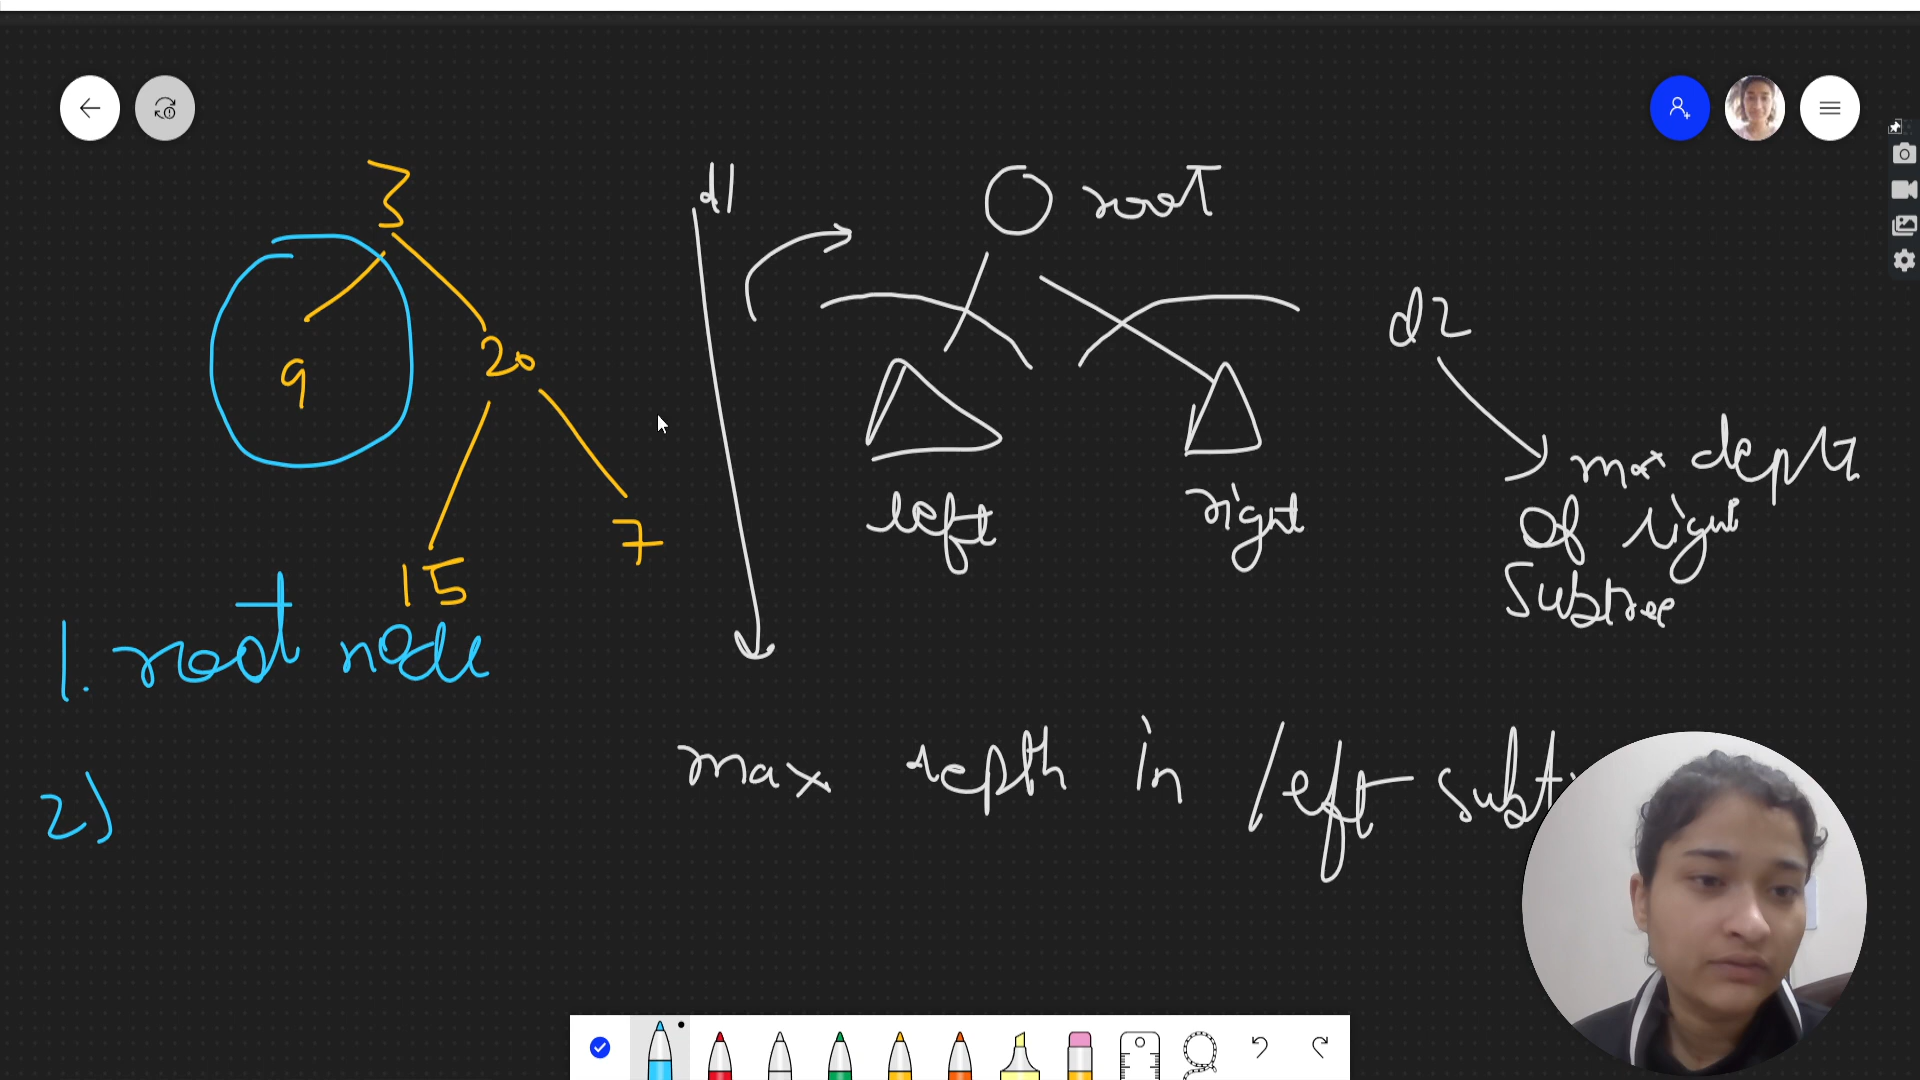 3
9
20
15
7
1. root node
2)
d1
root
left
right
d2
max depth
of right
subtree
max depth in left subt